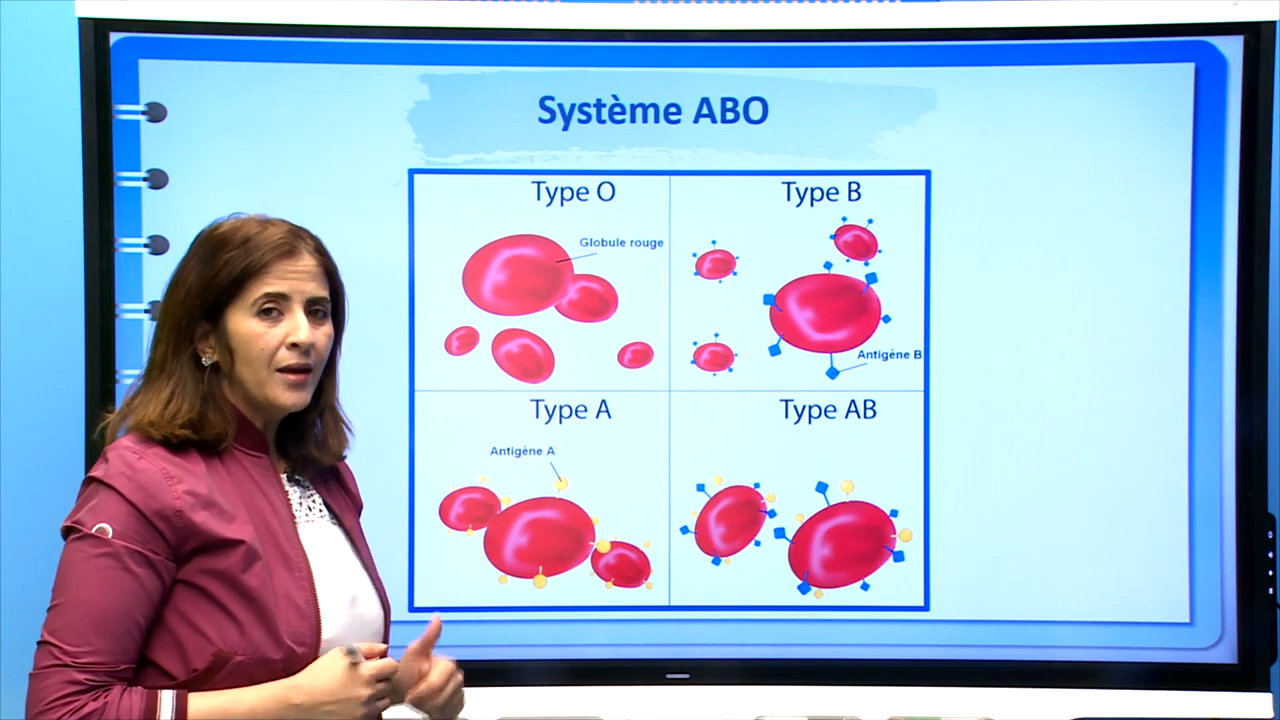 Système ABO
Type O
Globule rouge
Type B
Antigène B
Type A
Antigène A
Type AB